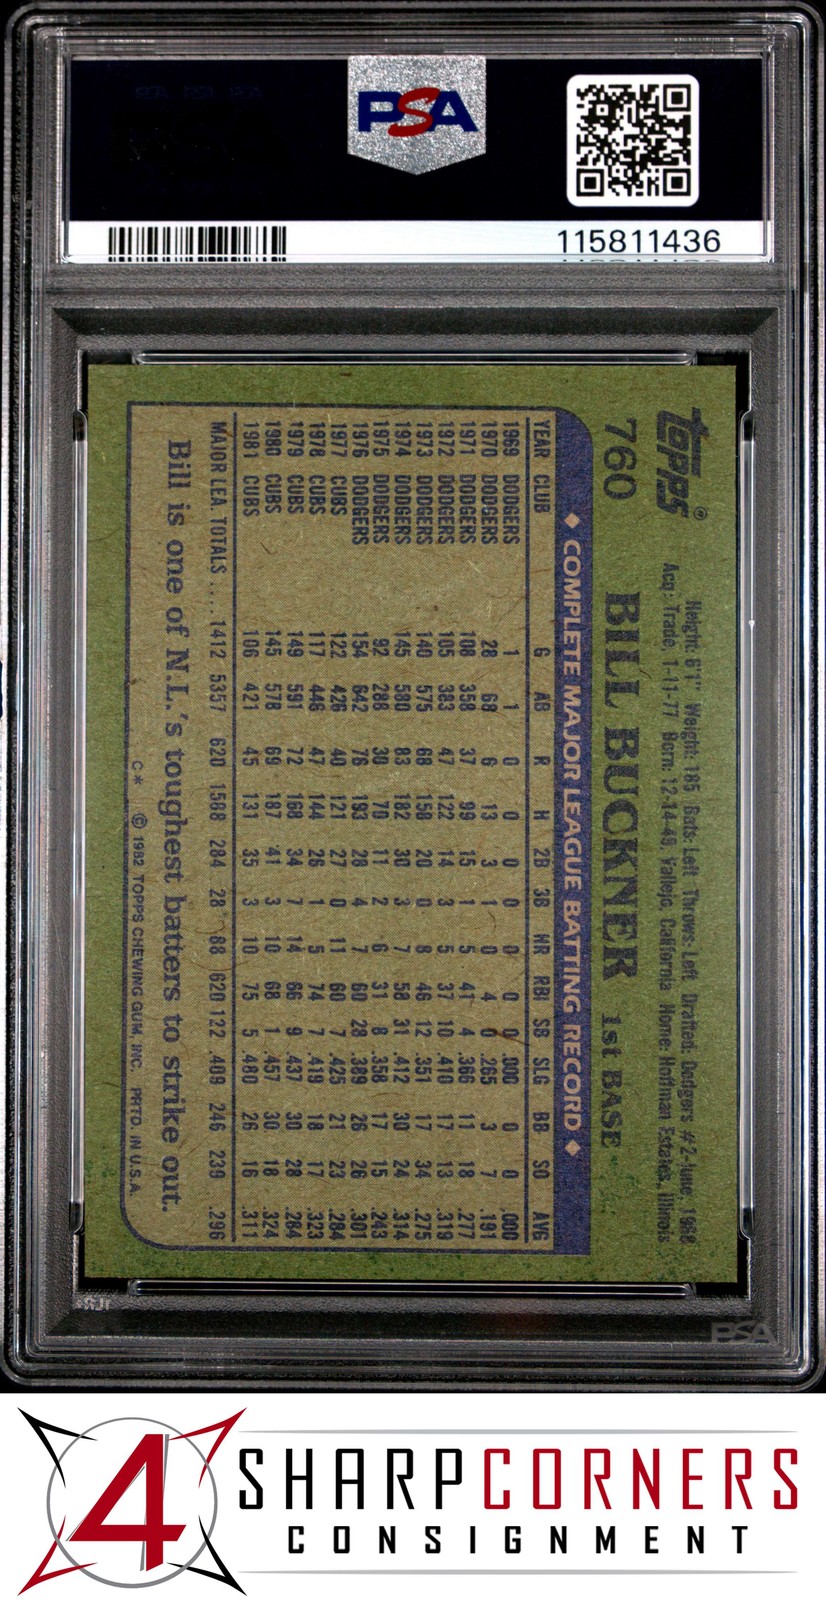 PSA
115811436
topps®
760
Height: 6'1" Weight: 185 Bats: Left Throws: Left Drafted: Dodgers #2-June, 1968
Acq: Trade, 1-11-77 Born: 12-14-49, Vallejo, California Home: Hoffman Estates, Illinois
BILL BUCKNER 1st BASE
◆ COMPLETE MAJOR LEAGUE BATTING RECORD ◆
YEAR CLUB G AB R H 2B 3B HR RBI SB SLG BB SO AVG
1969 DODGERS 1 1 0 0 0 0 0 0 0 .000 0 0 .000
1970 DODGERS 28 68 6 13 3 1 0 4 0 .265 3 7 .191
1971 DODGERS 108 358 37 99 15 1 5 41 4 .366 11 18 .277
1972 DODGERS 105 383 47 122 14 3 5 37 10 .410 17 13 .319
1973 DODGERS 140 575 68 158 20 0 8 46 12 .351 17 34 .275
1974 DODGERS 145 580 83 182 30 3 7 58 31 .412 30 24 .314
1975 DODGERS 92 288 30 70 11 2 6 31 8 .358 17 15 .243
1976 DODGERS 154 642 76 193 28 4 7 60 28 .389 26 26 .301
1977 CUBS 122 426 40 121 27 0 11 60 7 .425 21 23 .284
1978 CUBS 117 446 47 144 26 1 5 74 7 .419 18 17 .323
1979 CUBS 149 591 72 168 34 7 14 66 9 .437 30 28 .284
1980 CUBS 145 578 69 187 41 3 10 68 1 .457 30 18 .324
1981 CUBS 106 421 45 131 35 3 10 75 5 .480 26 16 .311
MAJOR LEA. TOTALS .... 1412 5357 620 1588 284 28 88 620 122 .409 246 239 .296
Bill is one of N.L.'s toughest batters to strike out.
C* © 1982 TOPPS CHEWING GUM, INC. PRTD. IN U.S.A.
PSA
4 SHARPCORNERS
CONSIGNMENT